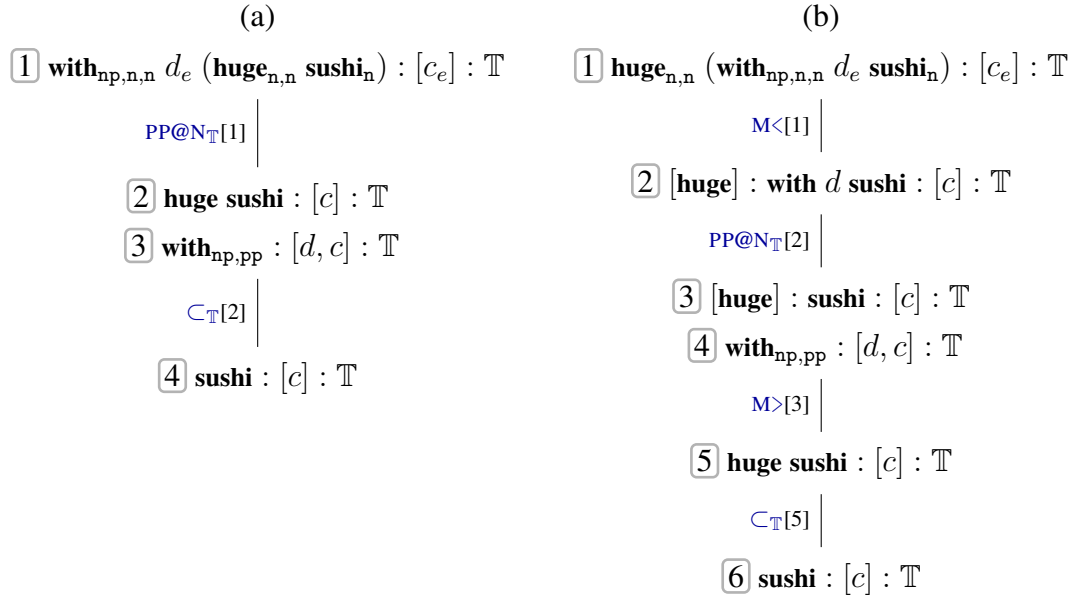 (a)
1 with_{np,n,n} d_e (huge_{n,n} sushi_n) : [c_e] : 𝕋
PP@N_𝕋[1]
2 huge sushi : [c] : 𝕋
3 with_{np,pp} : [d, c] : 𝕋
⊂_𝕋[2]
4 sushi : [c] : 𝕋
(b)
1 huge_{n,n} (with_{np,n,n} d_e sushi_n) : [c_e] : 𝕋
M<[1]
2 [huge] : with d sushi : [c] : 𝕋
PP@N_𝕋[2]
3 [huge] : sushi : [c] : 𝕋
4 with_{np,pp} : [d, c] : 𝕋
M>[3]
5 huge sushi : [c] : 𝕋
⊂_𝕋[5]
6 sushi : [c] : 𝕋